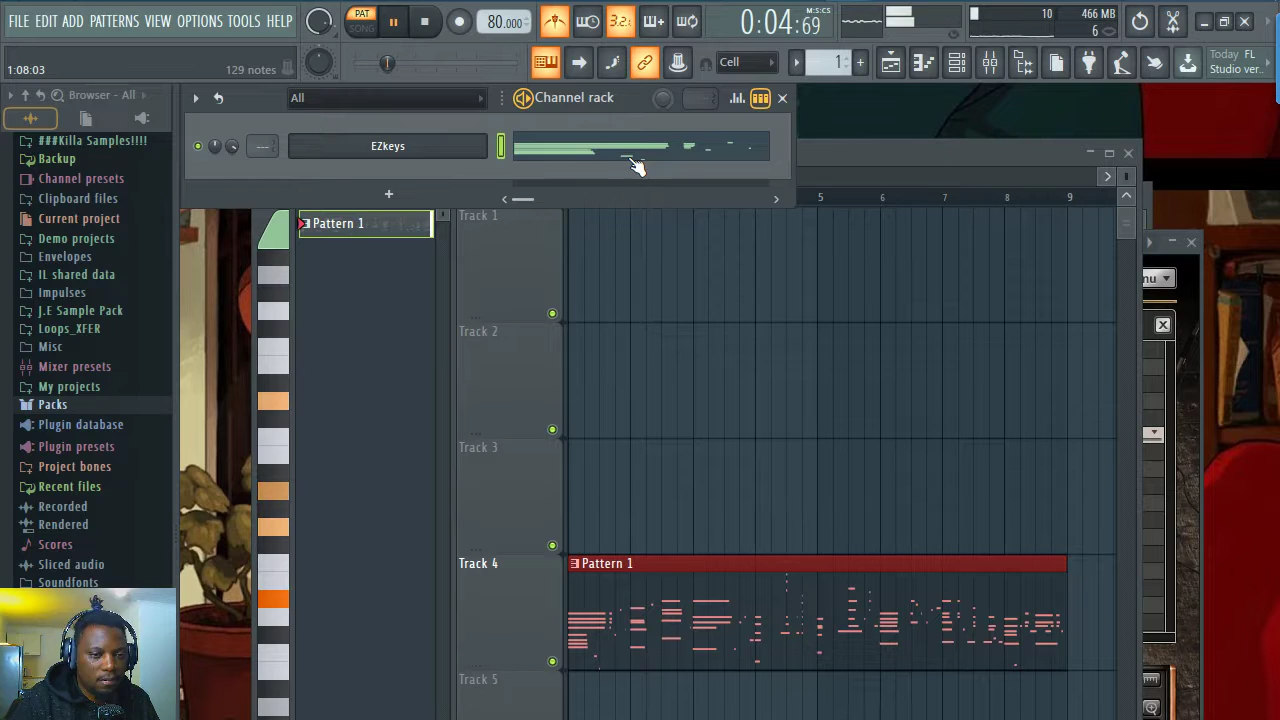 FILE EDIT ADD PATTERNS VIEW OPTIONS TOOLS HELP
PAT
SONG
80.000
3.2
0:04:69
M:S:CS
10
466 MB
6
1:08:03
129 notes
Cell
1
Today FL
Studio ver..
Browser - All
All
Channel rack
###Killa Samples!!!!
Backup
Channel presets
Clipboard files
Current project
Demo projects
Envelopes
IL shared data
Impulses
J.E Sample Pack
Loops_XFER
Misc
Mixer presets
My projects
Packs
Plugin database
Plugin presets
Project bones
Recent files
Recorded
Rendered
Scores
Sliced audio
Soundfonts
EZkeys
Pattern 1
5 6 7 8 9
Track 1
Track 2
Track 3
Track 4
Pattern 1
Track 5
nu